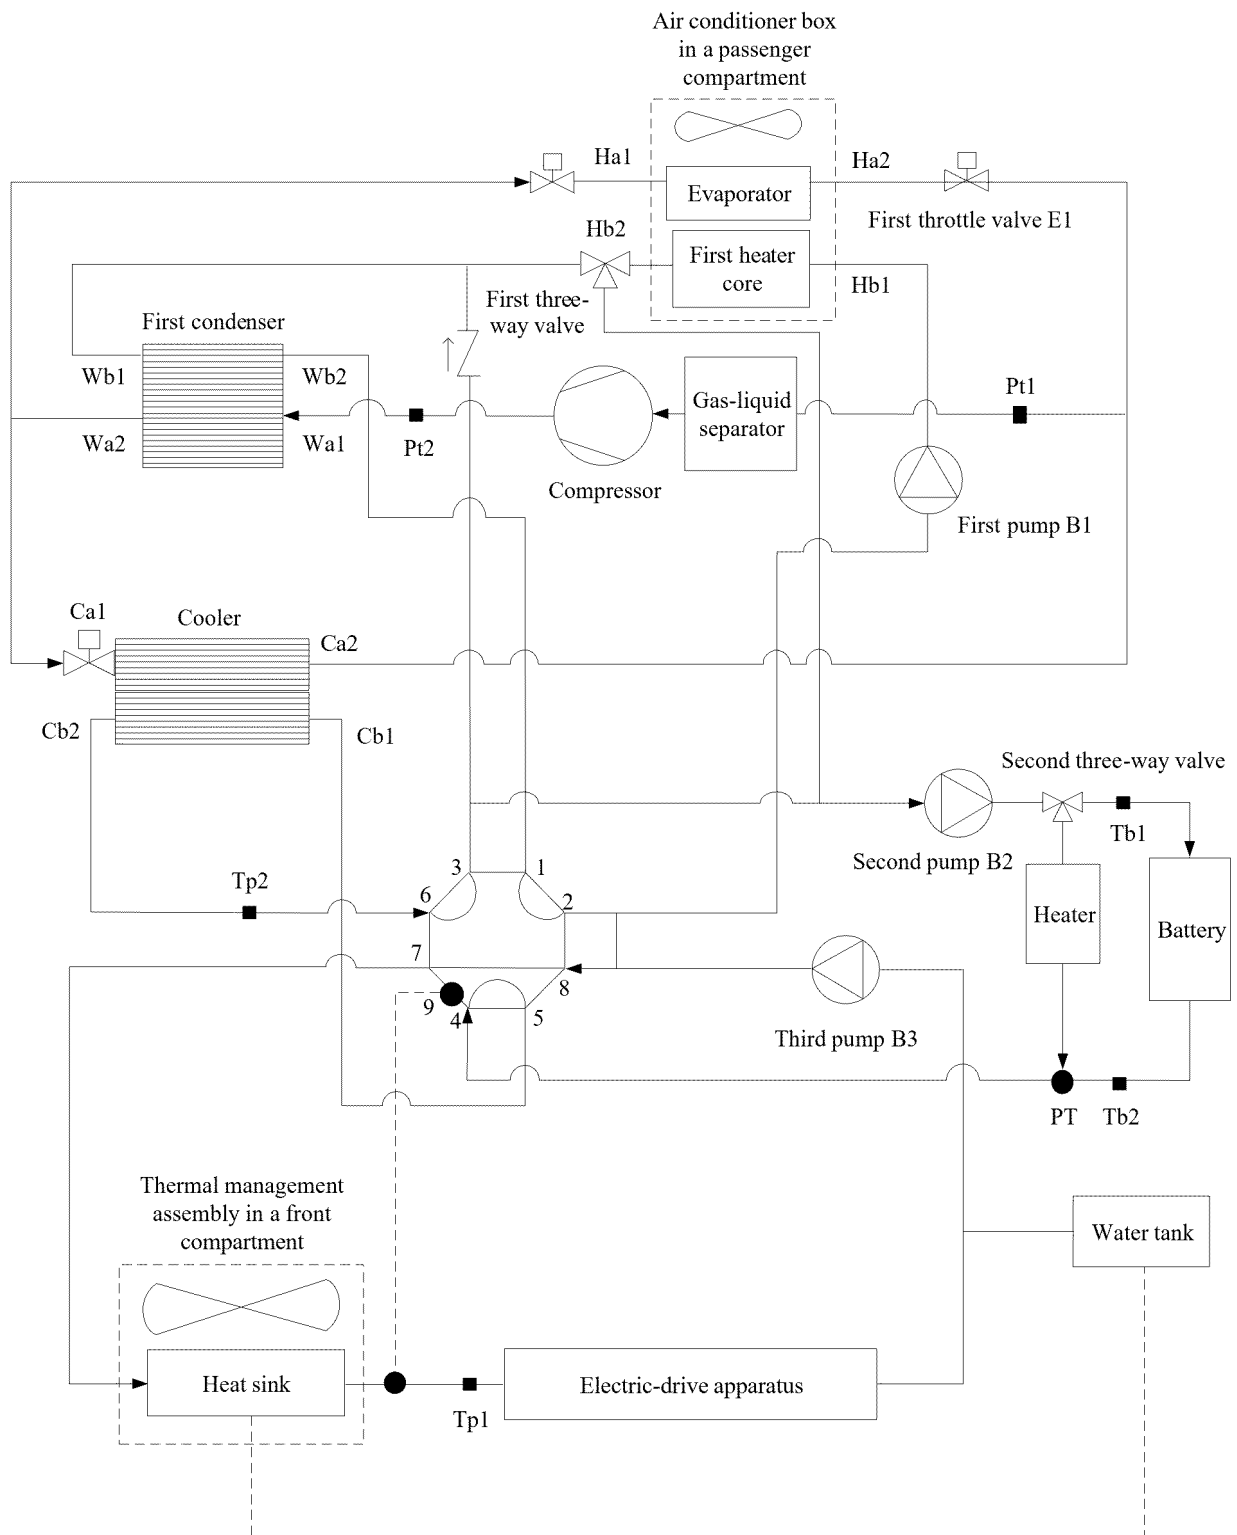 Air conditioner box
in a passenger
compartment
Ha1
Ha2
Evaporator
First throttle valve E1
Hb2
First heater
core
Hb1
First three-
way valve
First condenser
Wb1
Wb2
Wa2
Wa1
Pt2
Gas-liquid
separator
Pt1
Compressor
First pump B1
Ca1
Cooler
Ca2
Cb2
Cb1
Second three-way valve
Tb1
Second pump B2
Tp2
3
1
6
2
Heater
Battery
7
8
9
4
5
Third pump B3
PT
Tb2
Thermal management
assembly in a front
compartment
Water tank
Heat sink
Electric-drive apparatus
Tp1